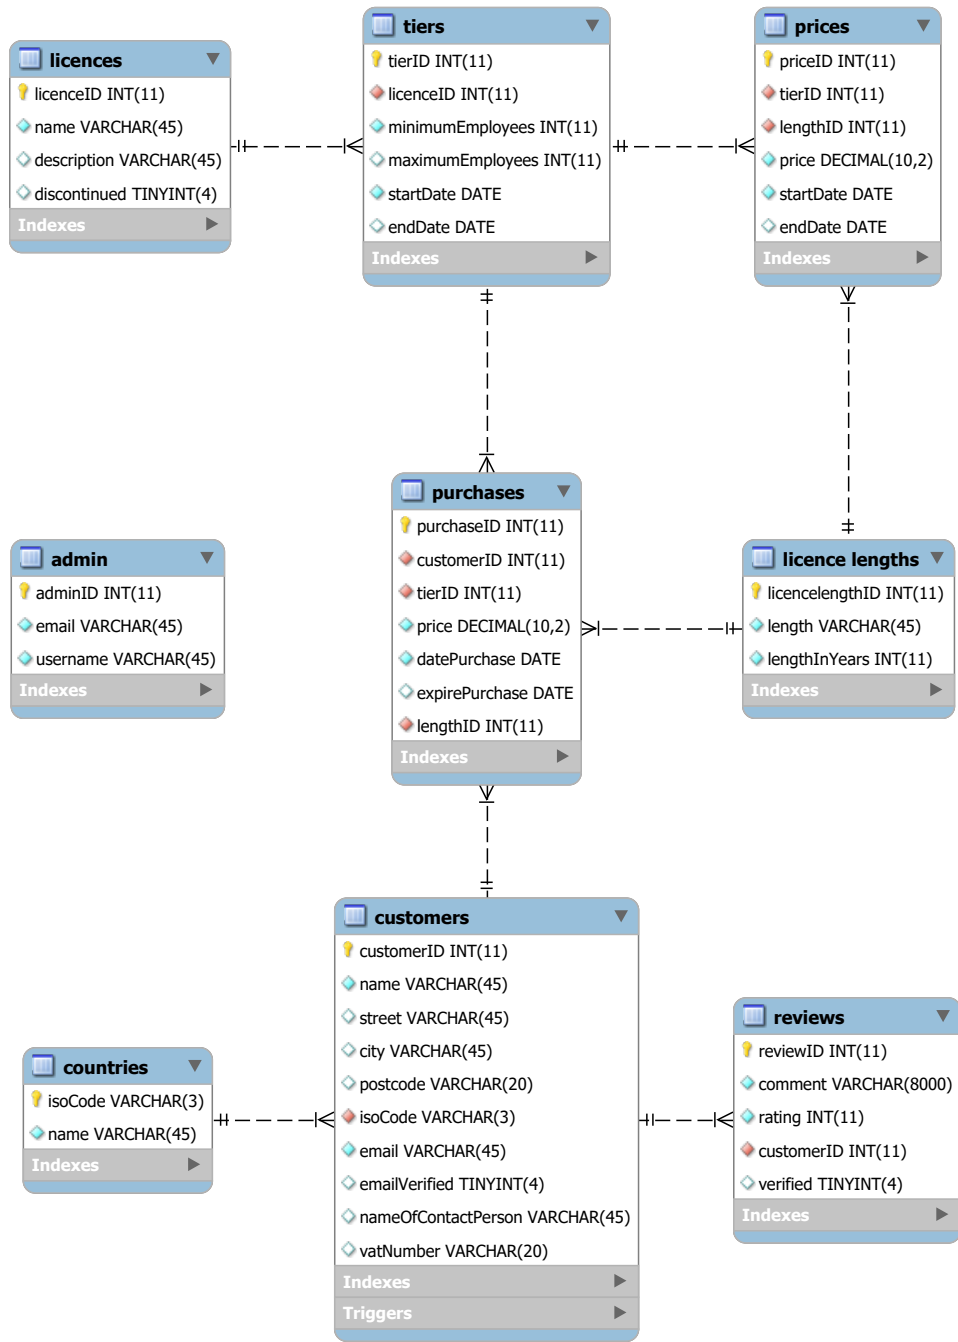 licences
licenceID INT(11)
name VARCHAR(45)
description VARCHAR(45)
discontinued TINYINT(4)
Indexes
tiers
tierID INT(11)
licenceID INT(11)
minimumEmployees INT(11)
maximumEmployees INT(11)
startDate DATE
endDate DATE
Indexes
prices
priceID INT(11)
tierID INT(11)
lengthID INT(11)
price DECIMAL(10,2)
startDate DATE
endDate DATE
Indexes
admin
adminID INT(11)
email VARCHAR(45)
username VARCHAR(45)
Indexes
purchases
purchaseID INT(11)
customerID INT(11)
tierID INT(11)
price DECIMAL(10,2)
datePurchase DATE
expirePurchase DATE
lengthID INT(11)
Indexes
licence lengths
licencelengthID INT(11)
length VARCHAR(45)
lengthInYears INT(11)
Indexes
countries
isoCode VARCHAR(3)
name VARCHAR(45)
Indexes
customers
customerID INT(11)
name VARCHAR(45)
street VARCHAR(45)
city VARCHAR(45)
postcode VARCHAR(20)
isoCode VARCHAR(3)
email VARCHAR(45)
emailVerified TINYINT(4)
nameOfContactPerson VARCHAR(45)
vatNumber VARCHAR(20)
Indexes
Triggers
reviews
reviewID INT(11)
comment VARCHAR(8000)
rating INT(11)
customerID INT(11)
verified TINYINT(4)
Indexes